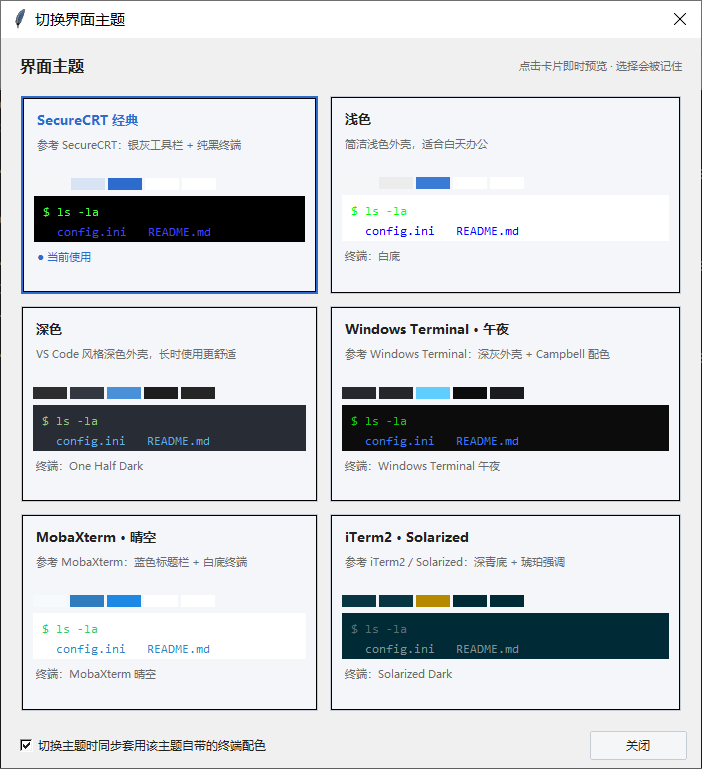 切换界面主题
界面主题
点击卡片即时预览 · 选择会被记住
SecureCRT 经典
参考 SecureCRT：银灰工具栏 + 纯黑终端
$ ls -la
config.ini README.md
● 当前使用
浅色
简洁浅色外壳，适合白天办公
$ ls -la
config.ini README.md
终端：白底
深色
VS Code 风格深色外壳，长时使用更舒适
$ ls -la
config.ini README.md
终端：One Half Dark
Windows Terminal • 午夜
参考 Windows Terminal：深灰外壳 + Campbell 配色
$ ls -la
config.ini README.md
终端：Windows Terminal 午夜
MobaXterm • 晴空
参考 MobaXterm：蓝色标题栏 + 白底终端
$ ls -la
config.ini README.md
终端：MobaXterm 晴空
iTerm2 • Solarized
参考 iTerm2 / Solarized：深青底 + 琥珀强调
$ ls -la
config.ini README.md
终端：Solarized Dark
切换主题时同步套用该主题自带的终端配色
关闭